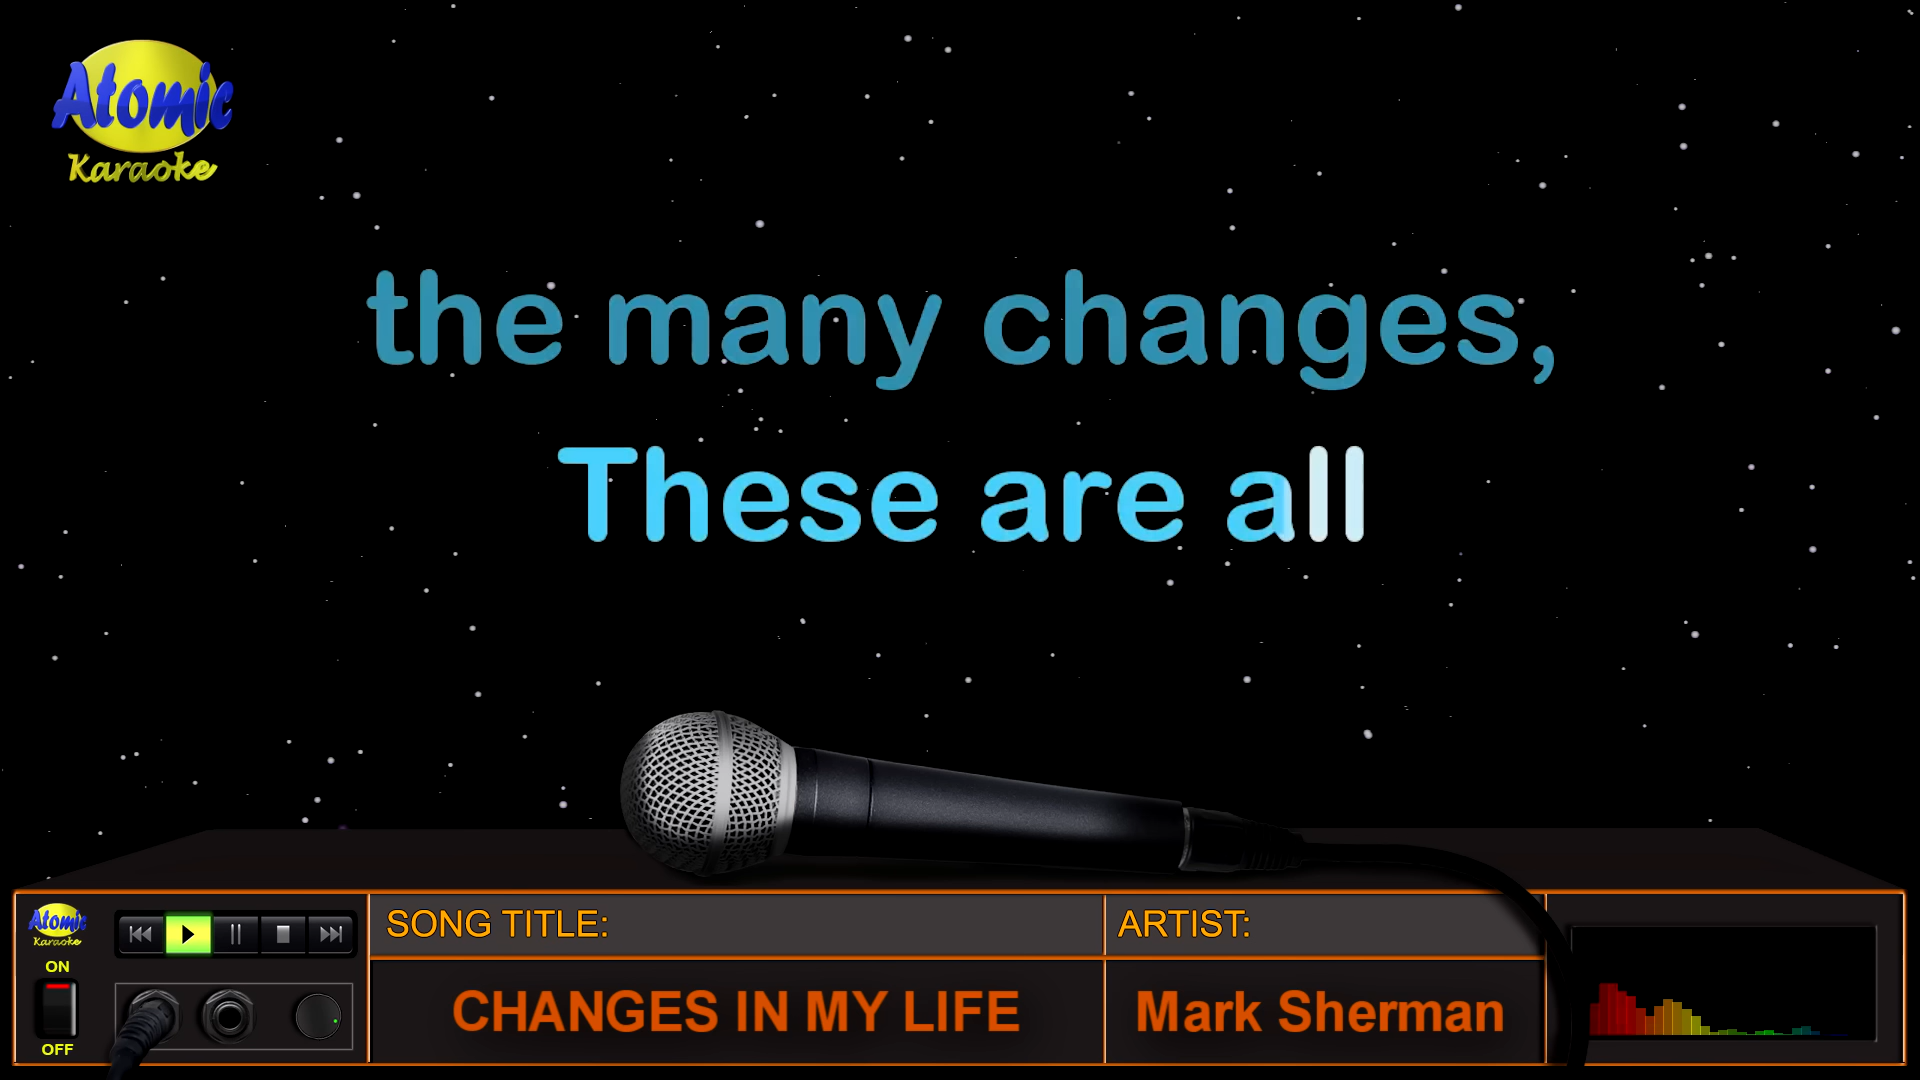 Atomic
Karaoke
the many changes,
These are all
Atomic
Karaoke
ON
OFF
SONG TITLE:
ARTIST:
CHANGES IN MY LIFE
Mark Sherman